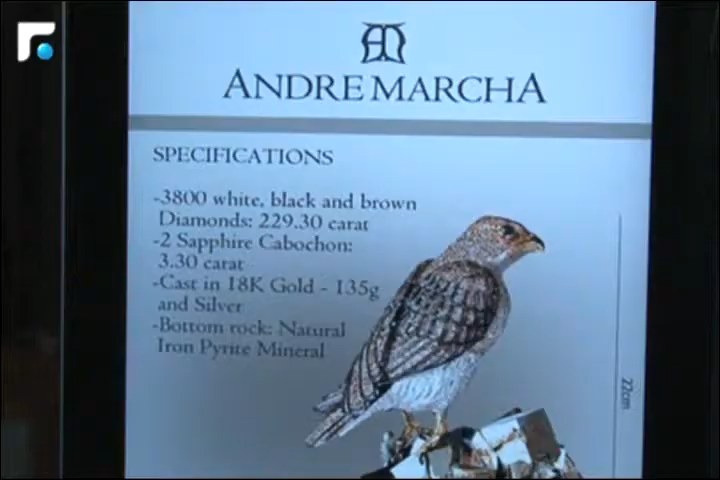 ANDRE MARCHA
SPECIFICATIONS
-3800 white, black and brown
Diamonds: 229.30 carat
-2 Sapphire Cabochon:
3.30 carat
-Cast in 18K Gold - 135g
and Silver
-Bottom rock: Natural
Iron Pyrite Mineral
22cm